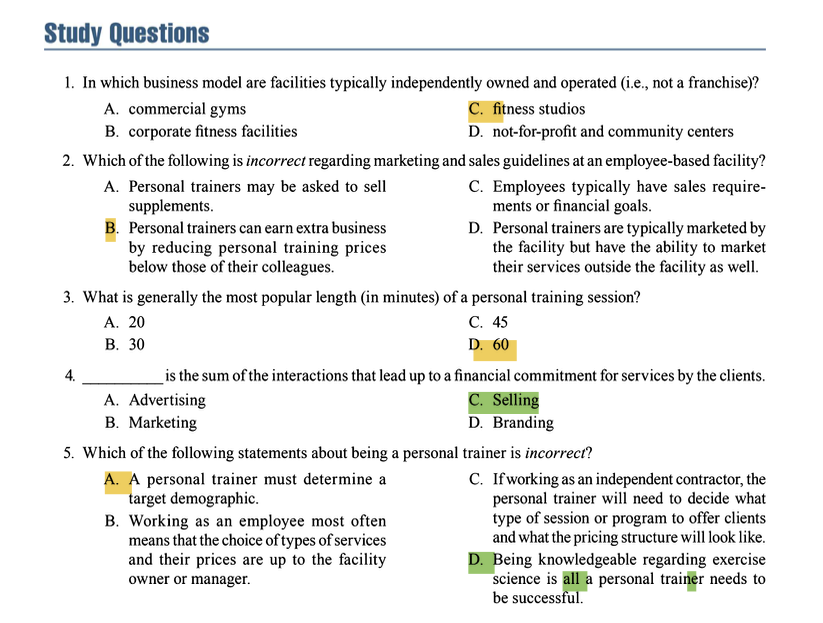 Study Questions
1. In which business model are facilities typically independently owned and operated (i.e., not a franchise)?
A. commercial gyms
B. corporate fitness facilities
C. fitness studios
D. not-for-profit and community centers
2. Which of the following is incorrect regarding marketing and sales guidelines at an employee-based facility?
A. Personal trainers may be asked to sell
supplements.
B. Personal trainers can earn extra business
by reducing personal training prices
below those of their colleagues.
C. Employees typically have sales require-
ments or financial goals.
D. Personal trainers are typically marketed by
the facility but have the ability to market
their services outside the facility as well.
3. What is generally the most popular length (in minutes) of a personal training session?
A. 20
B. 30
C. 45
D. 60
4. __________ is the sum of the interactions that lead up to a financial commitment for services by the clients.
A. Advertising
B. Marketing
C. Selling
D. Branding
5. Which of the following statements about being a personal trainer is incorrect?
A. A personal trainer must determine a
target demographic.
B. Working as an employee most often
means that the choice of types of services
and their prices are up to the facility
owner or manager.
C. If working as an independent contractor, the
personal trainer will need to decide what
type of session or program to offer clients
and what the pricing structure will look like.
D. Being knowledgeable regarding exercise
science is all a personal trainer needs to
be successful.